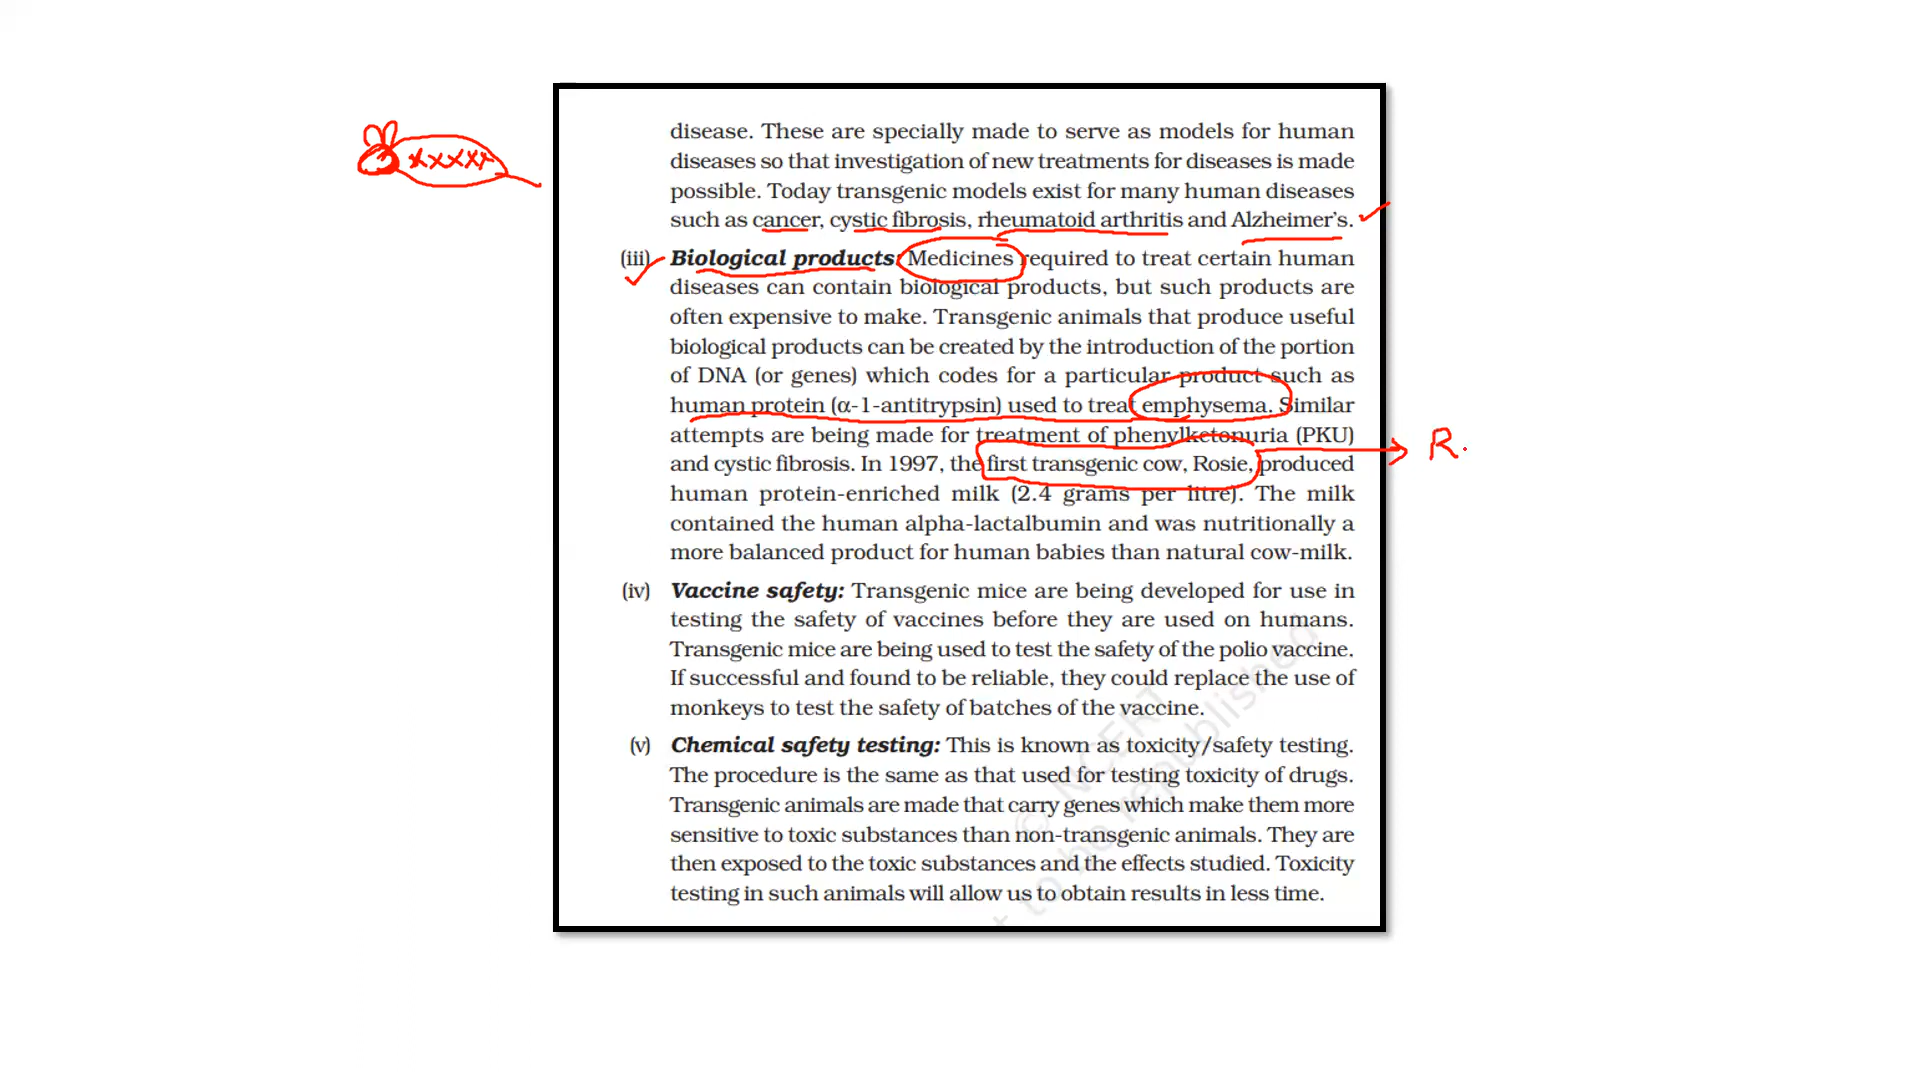 disease. These are specially made to serve as models for human
diseases so that investigation of new treatments for diseases is made
possible. Today transgenic models exist for many human diseases
such as cancer, cystic fibrosis, rheumatoid arthritis and Alzheimer's.
xxxxx
(iii) Biological products: Medicines required to treat certain human
diseases can contain biological products, but such products are
often expensive to make. Transgenic animals that produce useful
biological products can be created by the introduction of the portion
of DNA (or genes) which codes for a particular product such as
human protein (α-1-antitrypsin) used to treat emphysema. Similar
attempts are being made for treatment of phenylketonuria (PKU)
and cystic fibrosis. In 1997, the first transgenic cow, Rosie, produced
R.
human protein-enriched milk (2.4 grams per litre). The milk
contained the human alpha-lactalbumin and was nutritionally a
more balanced product for human babies than natural cow-milk.
(iv) Vaccine safety: Transgenic mice are being developed for use in
testing the safety of vaccines before they are used on humans.
Transgenic mice are being used to test the safety of the polio vaccine.
If successful and found to be reliable, they could replace the use of
monkeys to test the safety of batches of the vaccine.
(v) Chemical safety testing: This is known as toxicity/safety testing.
The procedure is the same as that used for testing toxicity of drugs.
Transgenic animals are made that carry genes which make them more
sensitive to toxic substances than non-transgenic animals. They are
then exposed to the toxic substances and the effects studied. Toxicity
testing in such animals will allow us to obtain results in less time.
© NCERT
to be republished